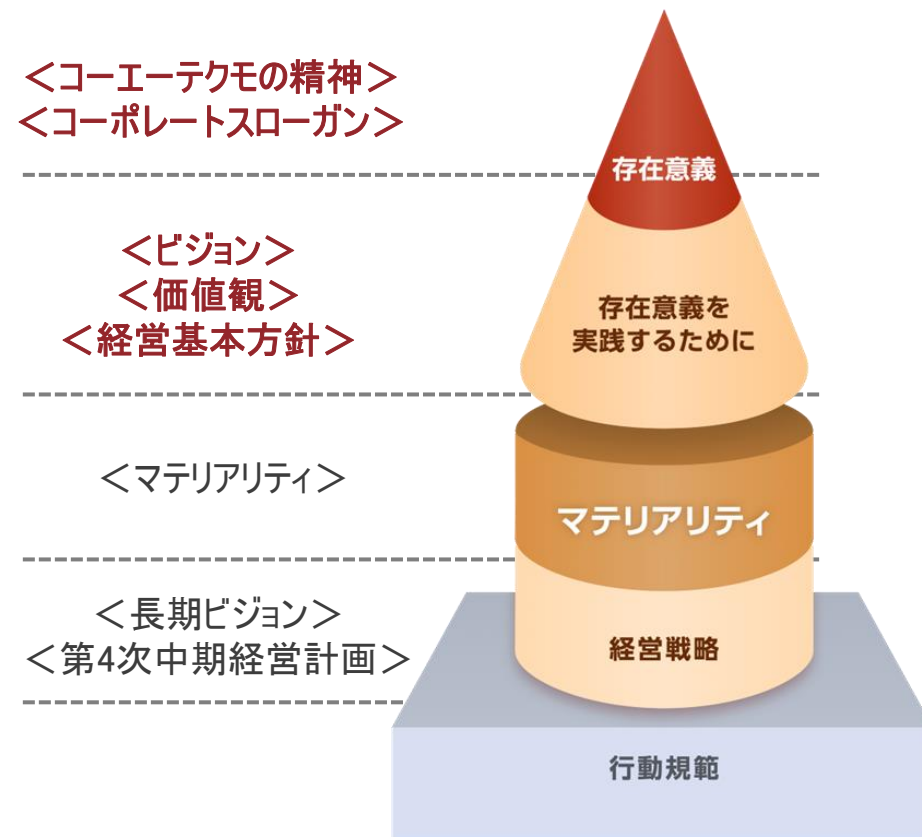 ＜コーエーテクモの精神＞
＜コーポレートスローガン＞
存在意義
＜ビジョン＞
＜価値観＞
＜経営基本方針＞
存在意義を
実践するために
＜マテリアリティ＞
マテリアリティ
＜長期ビジョン＞
＜第4次中期経営計画＞
経営戦略
行動規範